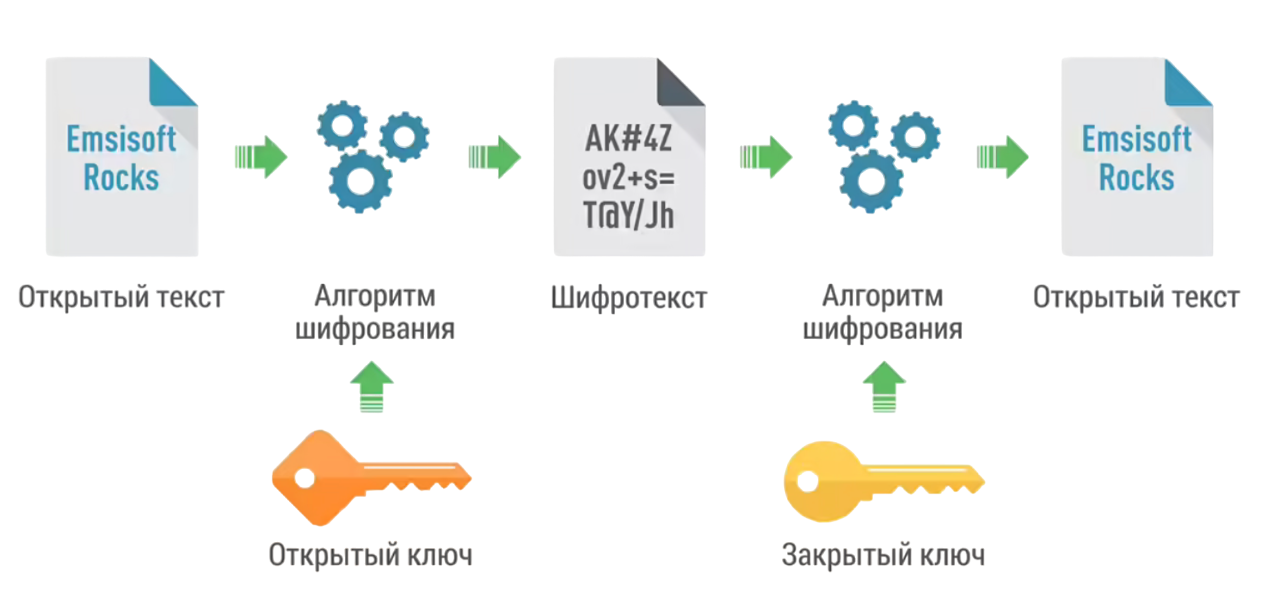 Emsisoft
Rocks
AK#4Z
ov2+s=
T@Y/Jh
Emsisoft
Rocks
Открытый текст
Алгоритм
шифрования
Шифротекст
Алгоритм
шифрования
Открытый текст
Открытый ключ
Закрытый ключ